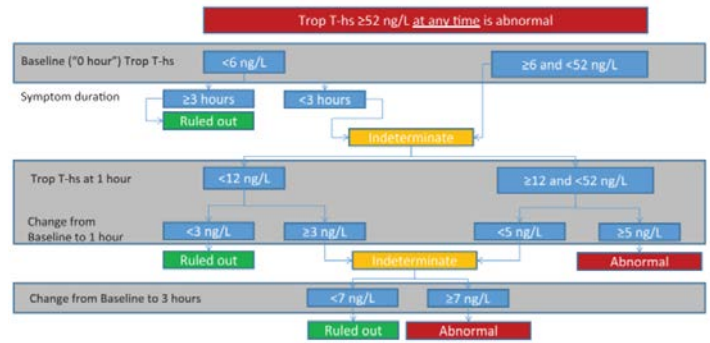 Trop T-hs ≥52 ng/L at any time is abnormal
Baseline ("0 hour") Trop T-hs
<6 ng/L
≥6 and <52 ng/L
Symptom duration
≥3 hours
<3 hours
Ruled out
Indeterminate
Trop T-hs at 1 hour
<12 ng/L
≥12 and <52 ng/L
Change from
Baseline to 1 hour
<3 ng/L
≥3 ng/L
<5 ng/L
≥5 ng/L
Ruled out
Indeterminate
Abnormal
Change from Baseline to 3 hours
<7 ng/L
≥7 ng/L
Ruled out
Abnormal